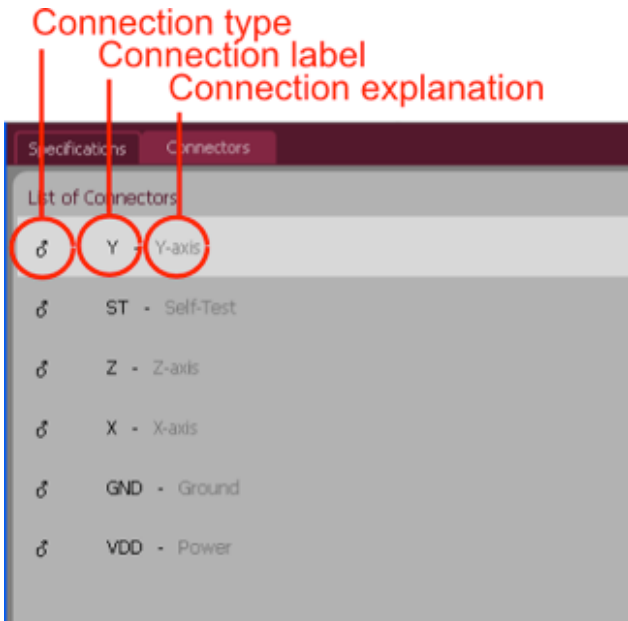 Connection type
Connection label
Connection explanation
Specifications Connectors
List of Connectors
♂ Y - Y-axis
♂ ST - Self-Test
♂ Z - Z-axis
♂ X - X-axis
♂ GND - Ground
♂ VDD - Power